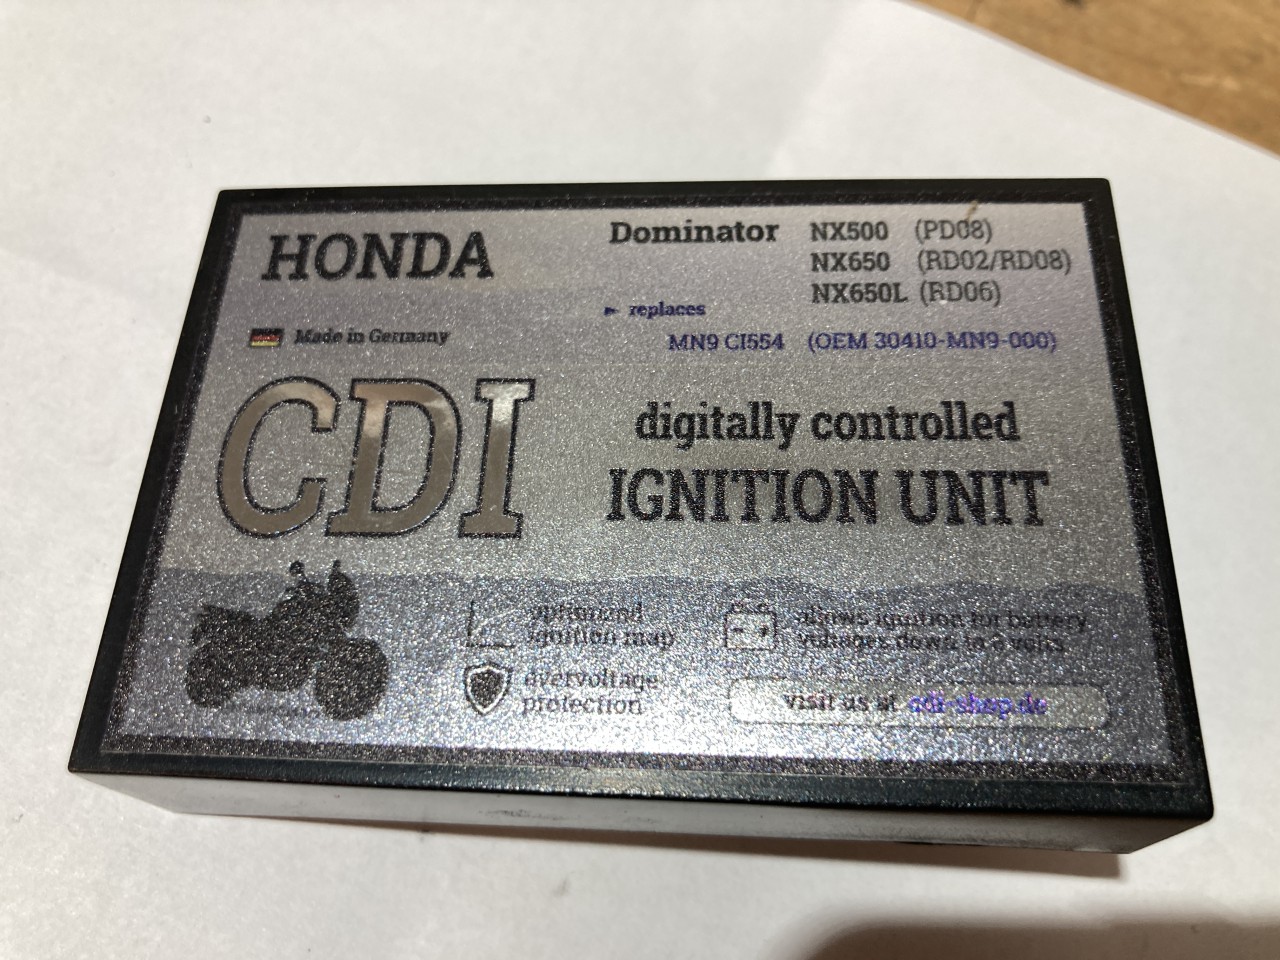 HONDA
Dominator NX500 (PD08)
NX650 (RD02/RD08)
NX650L (RD06)
► replaces
MN9 CI554 (OEM 30410-MN9-000)
Made in Germany
CDI
digitally controlled
IGNITION UNIT
optimized
ignition map
allows ignition for battery
voltages down to 6 volts
overvoltage
protection
visit us at cdi-shop.de